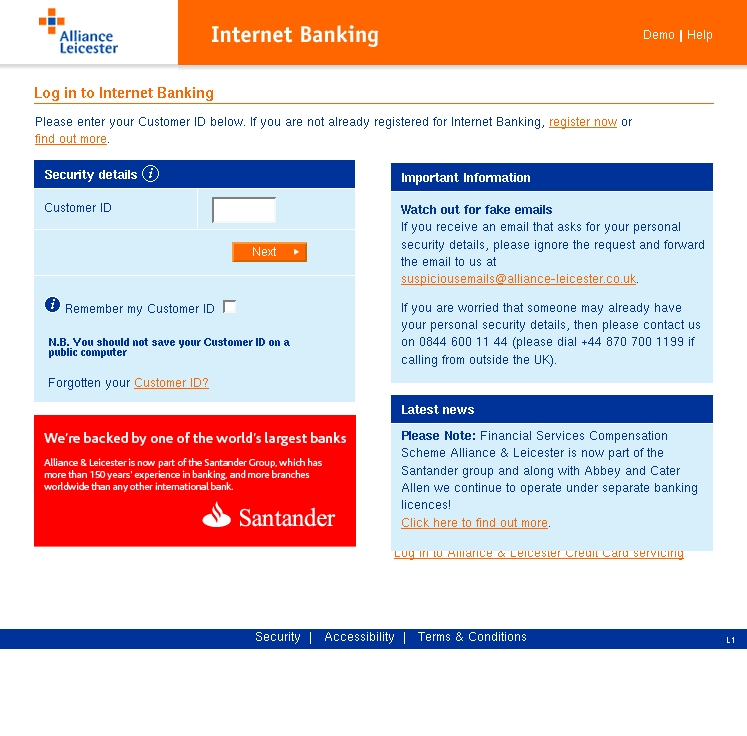 Alliance
Leicester
Internet Banking
Demo | Help
Log in to Internet Banking
Please enter your Customer ID below. If you are not already registered for Internet Banking, register now or
find out more.
Security details i
Customer ID
Next
i Remember my Customer ID
N.B. You should not save your Customer ID on a
public computer
Forgotten your Customer ID?
We're backed by one of the world's largest banks
Alliance & Leicester is now part of the Santander Group, which has
more than 150 years' experience in banking, and more branches
worldwide than any other international bank.
Santander
Important Information
Watch out for fake emails
If you receive an email that asks for your personal
security details, please ignore the request and forward
the email to us at
suspiciousemails@alliance-leicester.co.uk.
If you are worried that someone may already have
your personal security details, then please contact us
on 0844 600 11 44 (please dial +44 870 700 1199 if
calling from outside the UK).
Latest news
Please Note: Financial Services Compensation
Scheme Alliance & Leicester is now part of the
Santander group and along with Abbey and Cater
Allen we continue to operate under separate banking
licences!
Click here to find out more.
Log in to Alliance & Leicester Credit Card servicing
Security | Accessibility | Terms & Conditions
L1